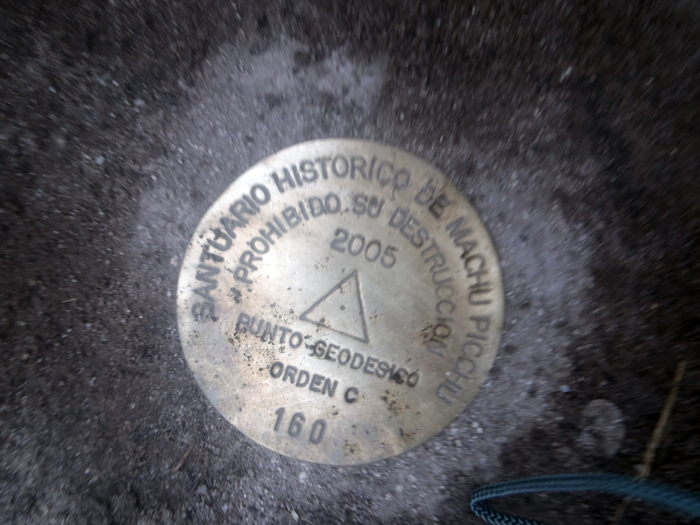 SANTUARIO HISTORICO DE MACHU PICCHU
PROHIBIDO SU DESTRUCCION
2005
PUNTO GEODESICO
ORDEN C
160